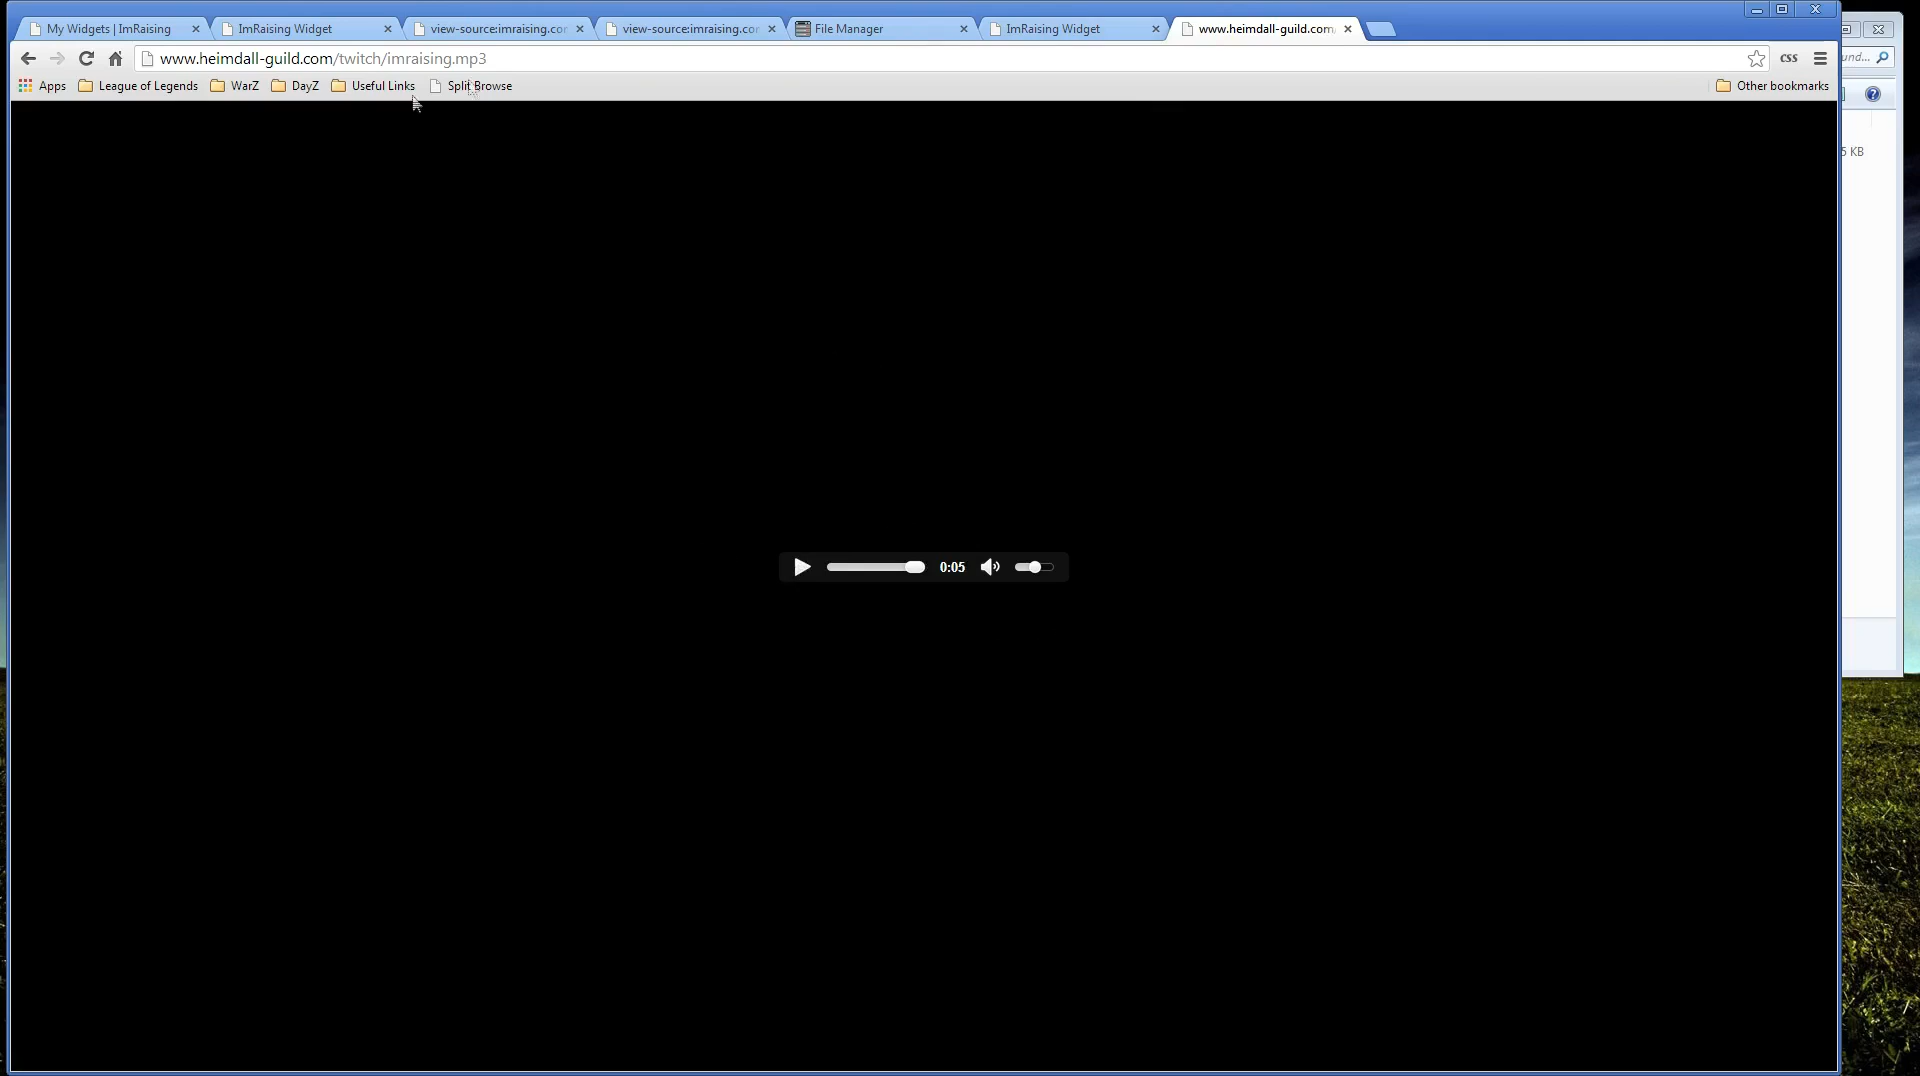 My Widgets | ImRaising
ImRaising Widget
view-source:imraising.co
view-source:imraising.co
File Manager
ImRaising Widget
www.heimdall-guild.com
www.heimdall-guild.com/twitch/imraising.mp3
css
Apps
League of Legends
WarZ
DayZ
Useful Links
Split Browse
Other bookmarks
und...
5 KB
0:05